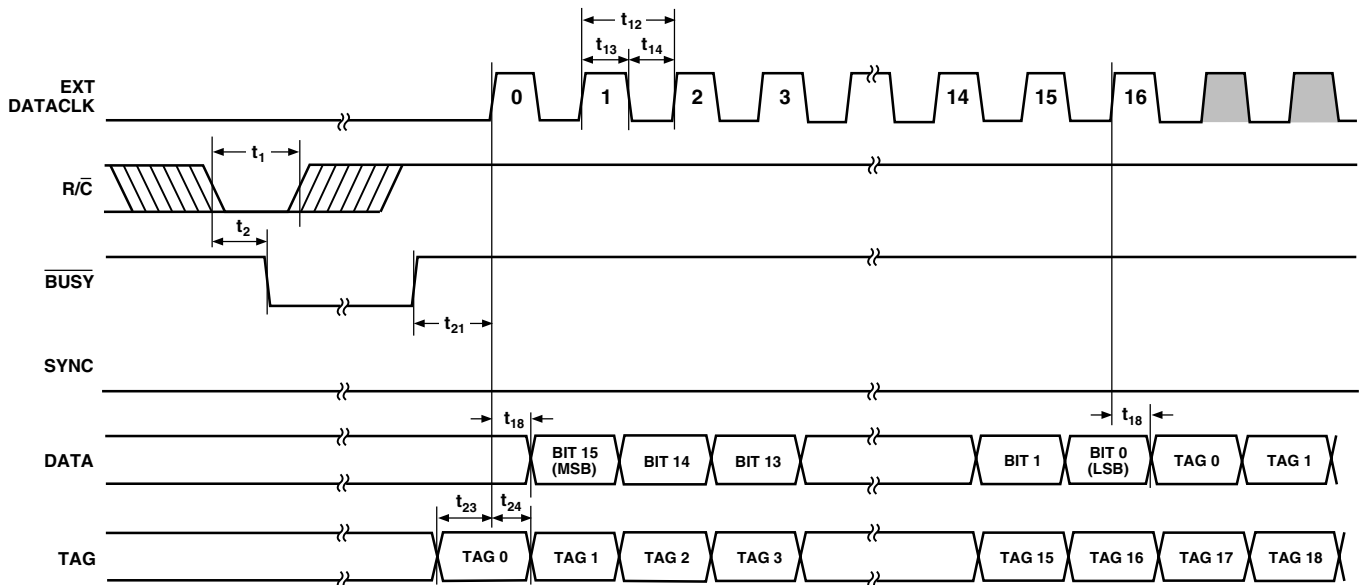 t12
t13 t14
EXT DATACLK
0 1 2 3 14 15 16
t1
R/C̅
t2
B̅U̅S̅Y̅
t21
SYNC
t18 t18
DATA
BIT 15 (MSB) BIT 14 BIT 13 BIT 1 BIT 0 (LSB) TAG 0 TAG 1
t23 t24
TAG
TAG 0 TAG 1 TAG 2 TAG 3 TAG 15 TAG 16 TAG 17 TAG 18